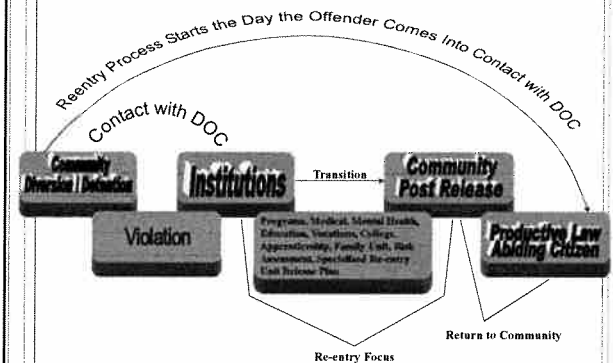 Reentry Process Starts the Day the Offender Comes Into Contact with DOC
Contact with DOC
Community
Diversion / Detention
Institutions
Transition
Community
Post Release
Violation
Programs, Medical, Mental Health,
Education, Vocations, College,
Apprenticeship, Family Unit, Risk
Assessment, Specialized Re-entry
Unit Release Plan
Productive Law
Abiding Citizen
Return to Community
Re-entry Focus